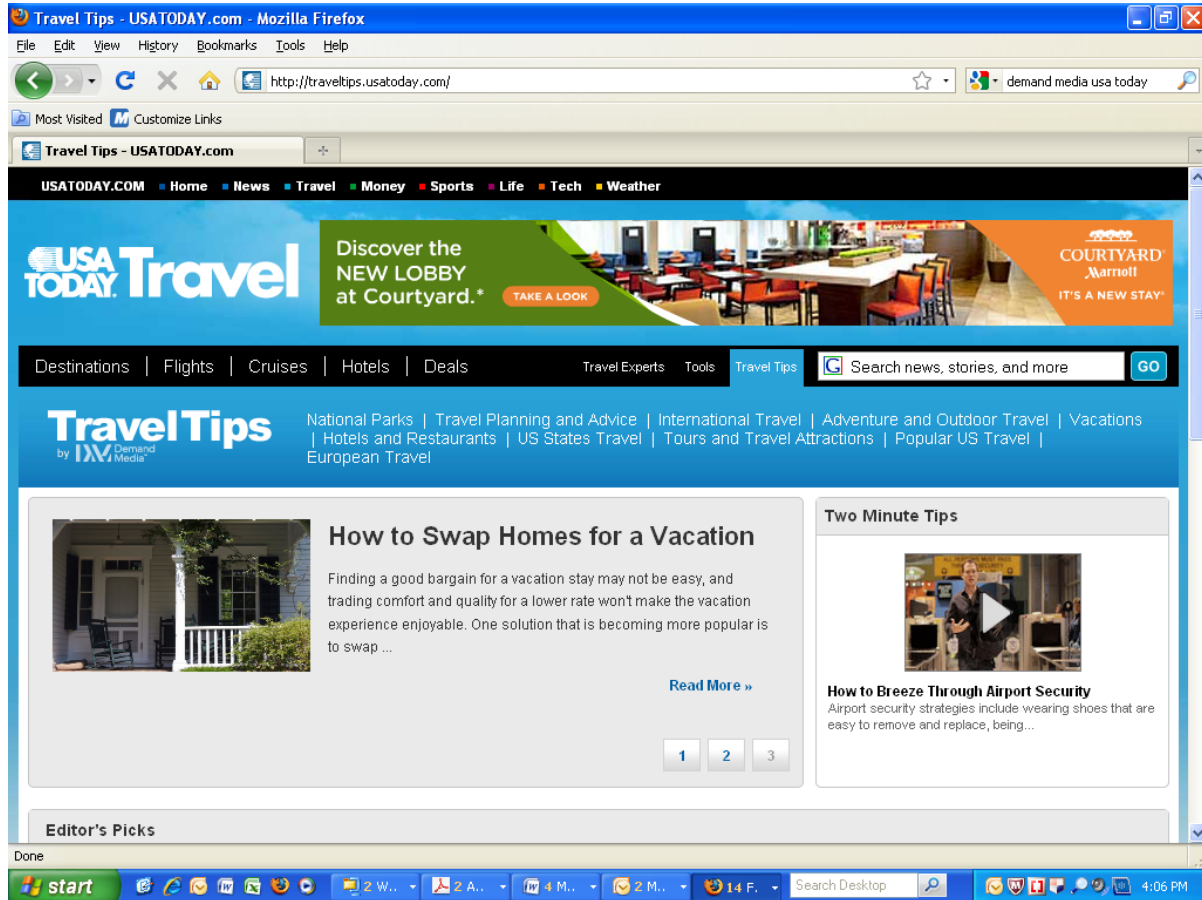 Travel Tips - USATODAY.com - Mozilla Firefox
File Edit View History Bookmarks Tools Help
http://traveltips.usatoday.com/ demand media usa today
Most Visited Customize Links
Travel Tips - USATODAY.com
USATODAY.COM Home News Travel Money Sports Life Tech Weather
USA TODAY. Travel
Discover the
NEW LOBBY
at Courtyard.* TAKE A LOOK
COURTYARD®
Marriott
IT'S A NEW STAY®
Destinations | Flights | Cruises | Hotels | Deals Travel Experts Tools Travel Tips G Search news, stories, and more GO
Travel Tips
by DM Demand Media™
National Parks | Travel Planning and Advice | International Travel | Adventure and Outdoor Travel | Vacations
| Hotels and Restaurants | US States Travel | Tours and Travel Attractions | Popular US Travel |
European Travel
How to Swap Homes for a Vacation
Finding a good bargain for a vacation stay may not be easy, and
trading comfort and quality for a lower rate won't make the vacation
experience enjoyable. One solution that is becoming more popular is
to swap ...
Read More »
1 2 3
Two Minute Tips
How to Breeze Through Airport Security
Airport security strategies include wearing shoes that are
easy to remove and replace, being...
Editor's Picks
Done
start 2 W... 2 A... 4 M... 2 M... 14 F... Search Desktop 4:06 PM